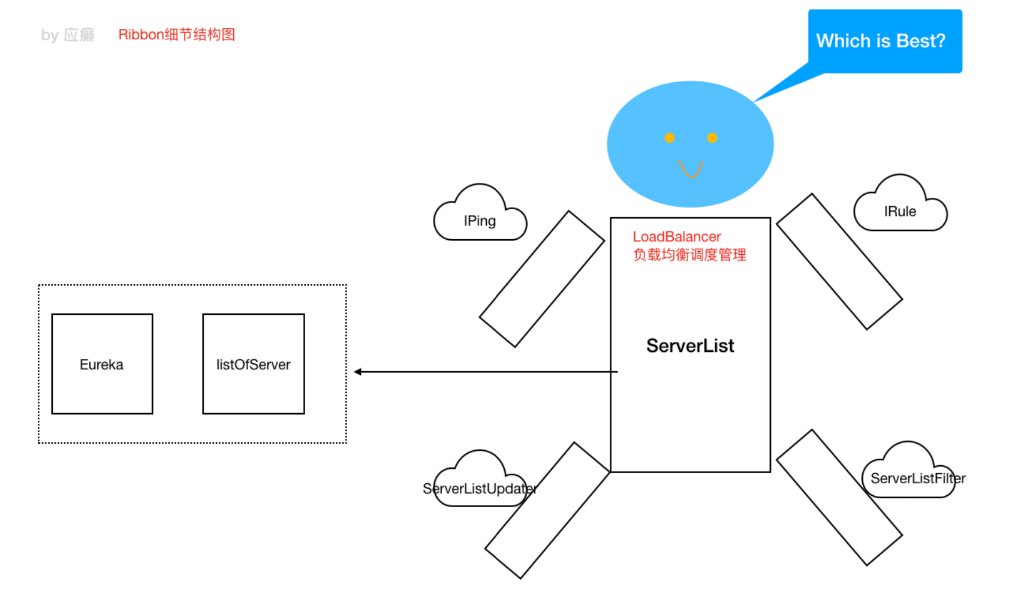 by 应癫 Ribbon细节结构图
Which is Best?
IPing
IRule
LoadBalancer
负载均衡调度管理
ServerList
Eureka
listOfServer
ServerListUpdater
ServerListFilter